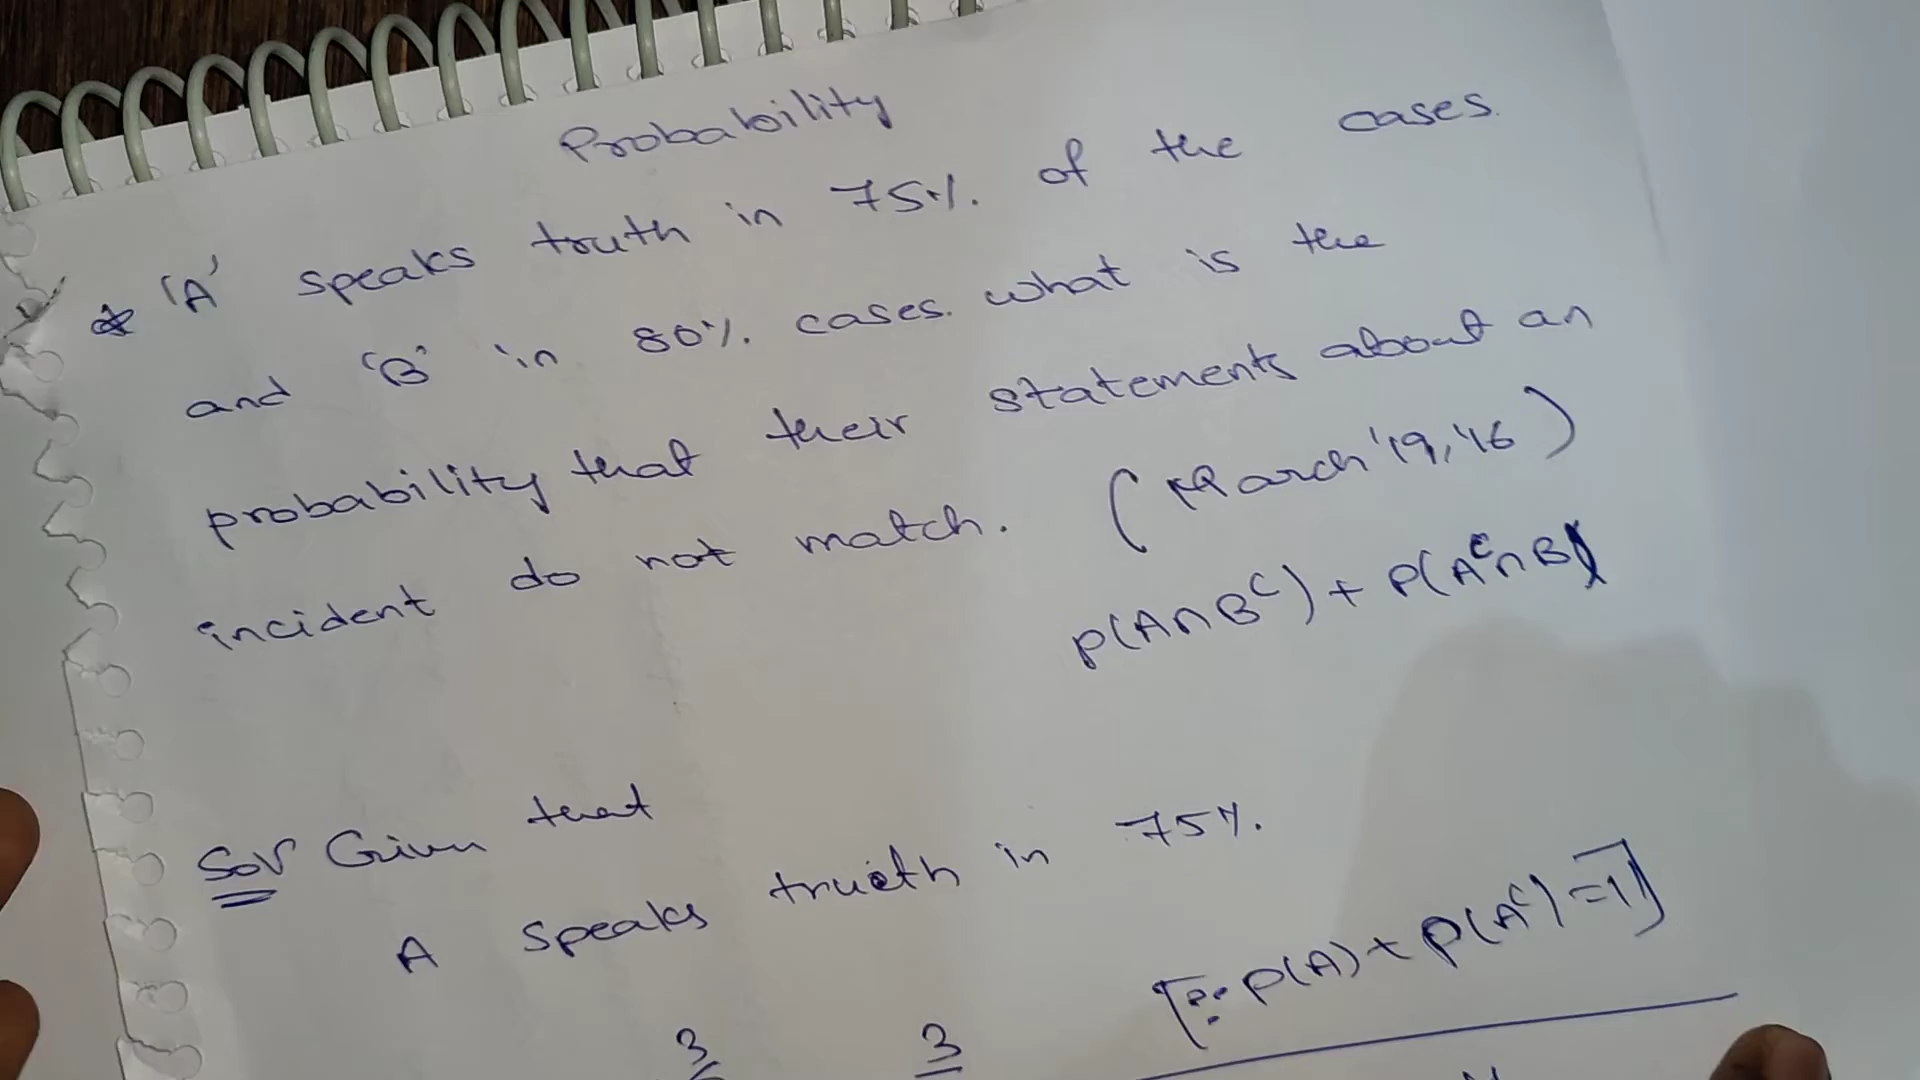 Probability
* 'A' speaks truth in 75%. of the cases.
and 'B' in 80%. cases. what is the
probability that their statements about an
incident do not match. (March '19, '16)
P(A∩B^c) + P(A^c∩B)
Sol Given that
A speaks trueth in 75%.
[∵ P(A) + P(A^c) = 1]
3 3